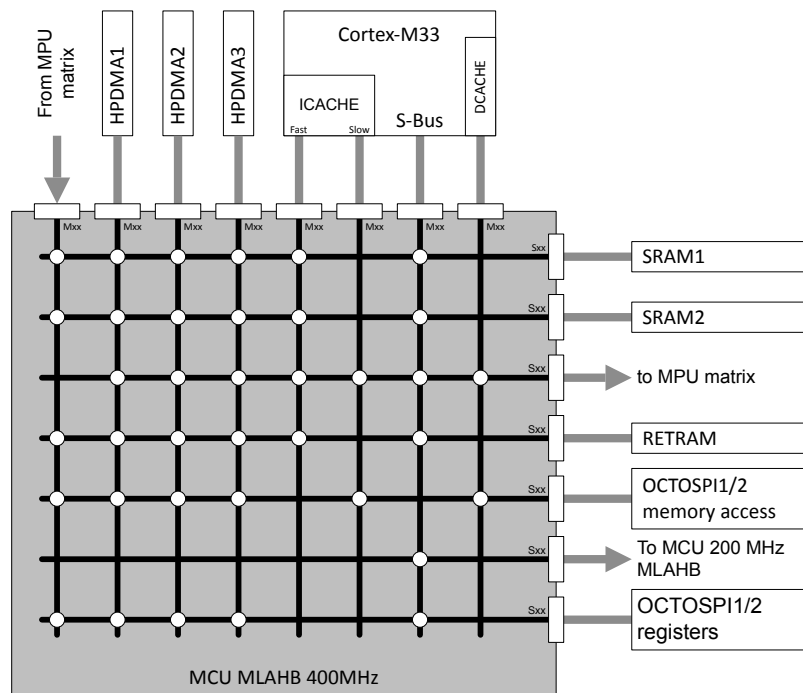 From MPU
matrix
HPDMA1
HPDMA2
HPDMA3
Cortex-M33
ICACHE
Fast
Slow
S-Bus
DCACHE
Mxx
Mxx
Mxx
Mxx
Mxx
Mxx
Mxx
Mxx
Sxx
SRAM1
Sxx
SRAM2
Sxx
to MPU matrix
Sxx
RETRAM
Sxx
OCTOSPI1/2
memory access
Sxx
To MCU 200 MHz
MLAHB
Sxx
OCTOSPI1/2
registers
MCU MLAHB 400MHz